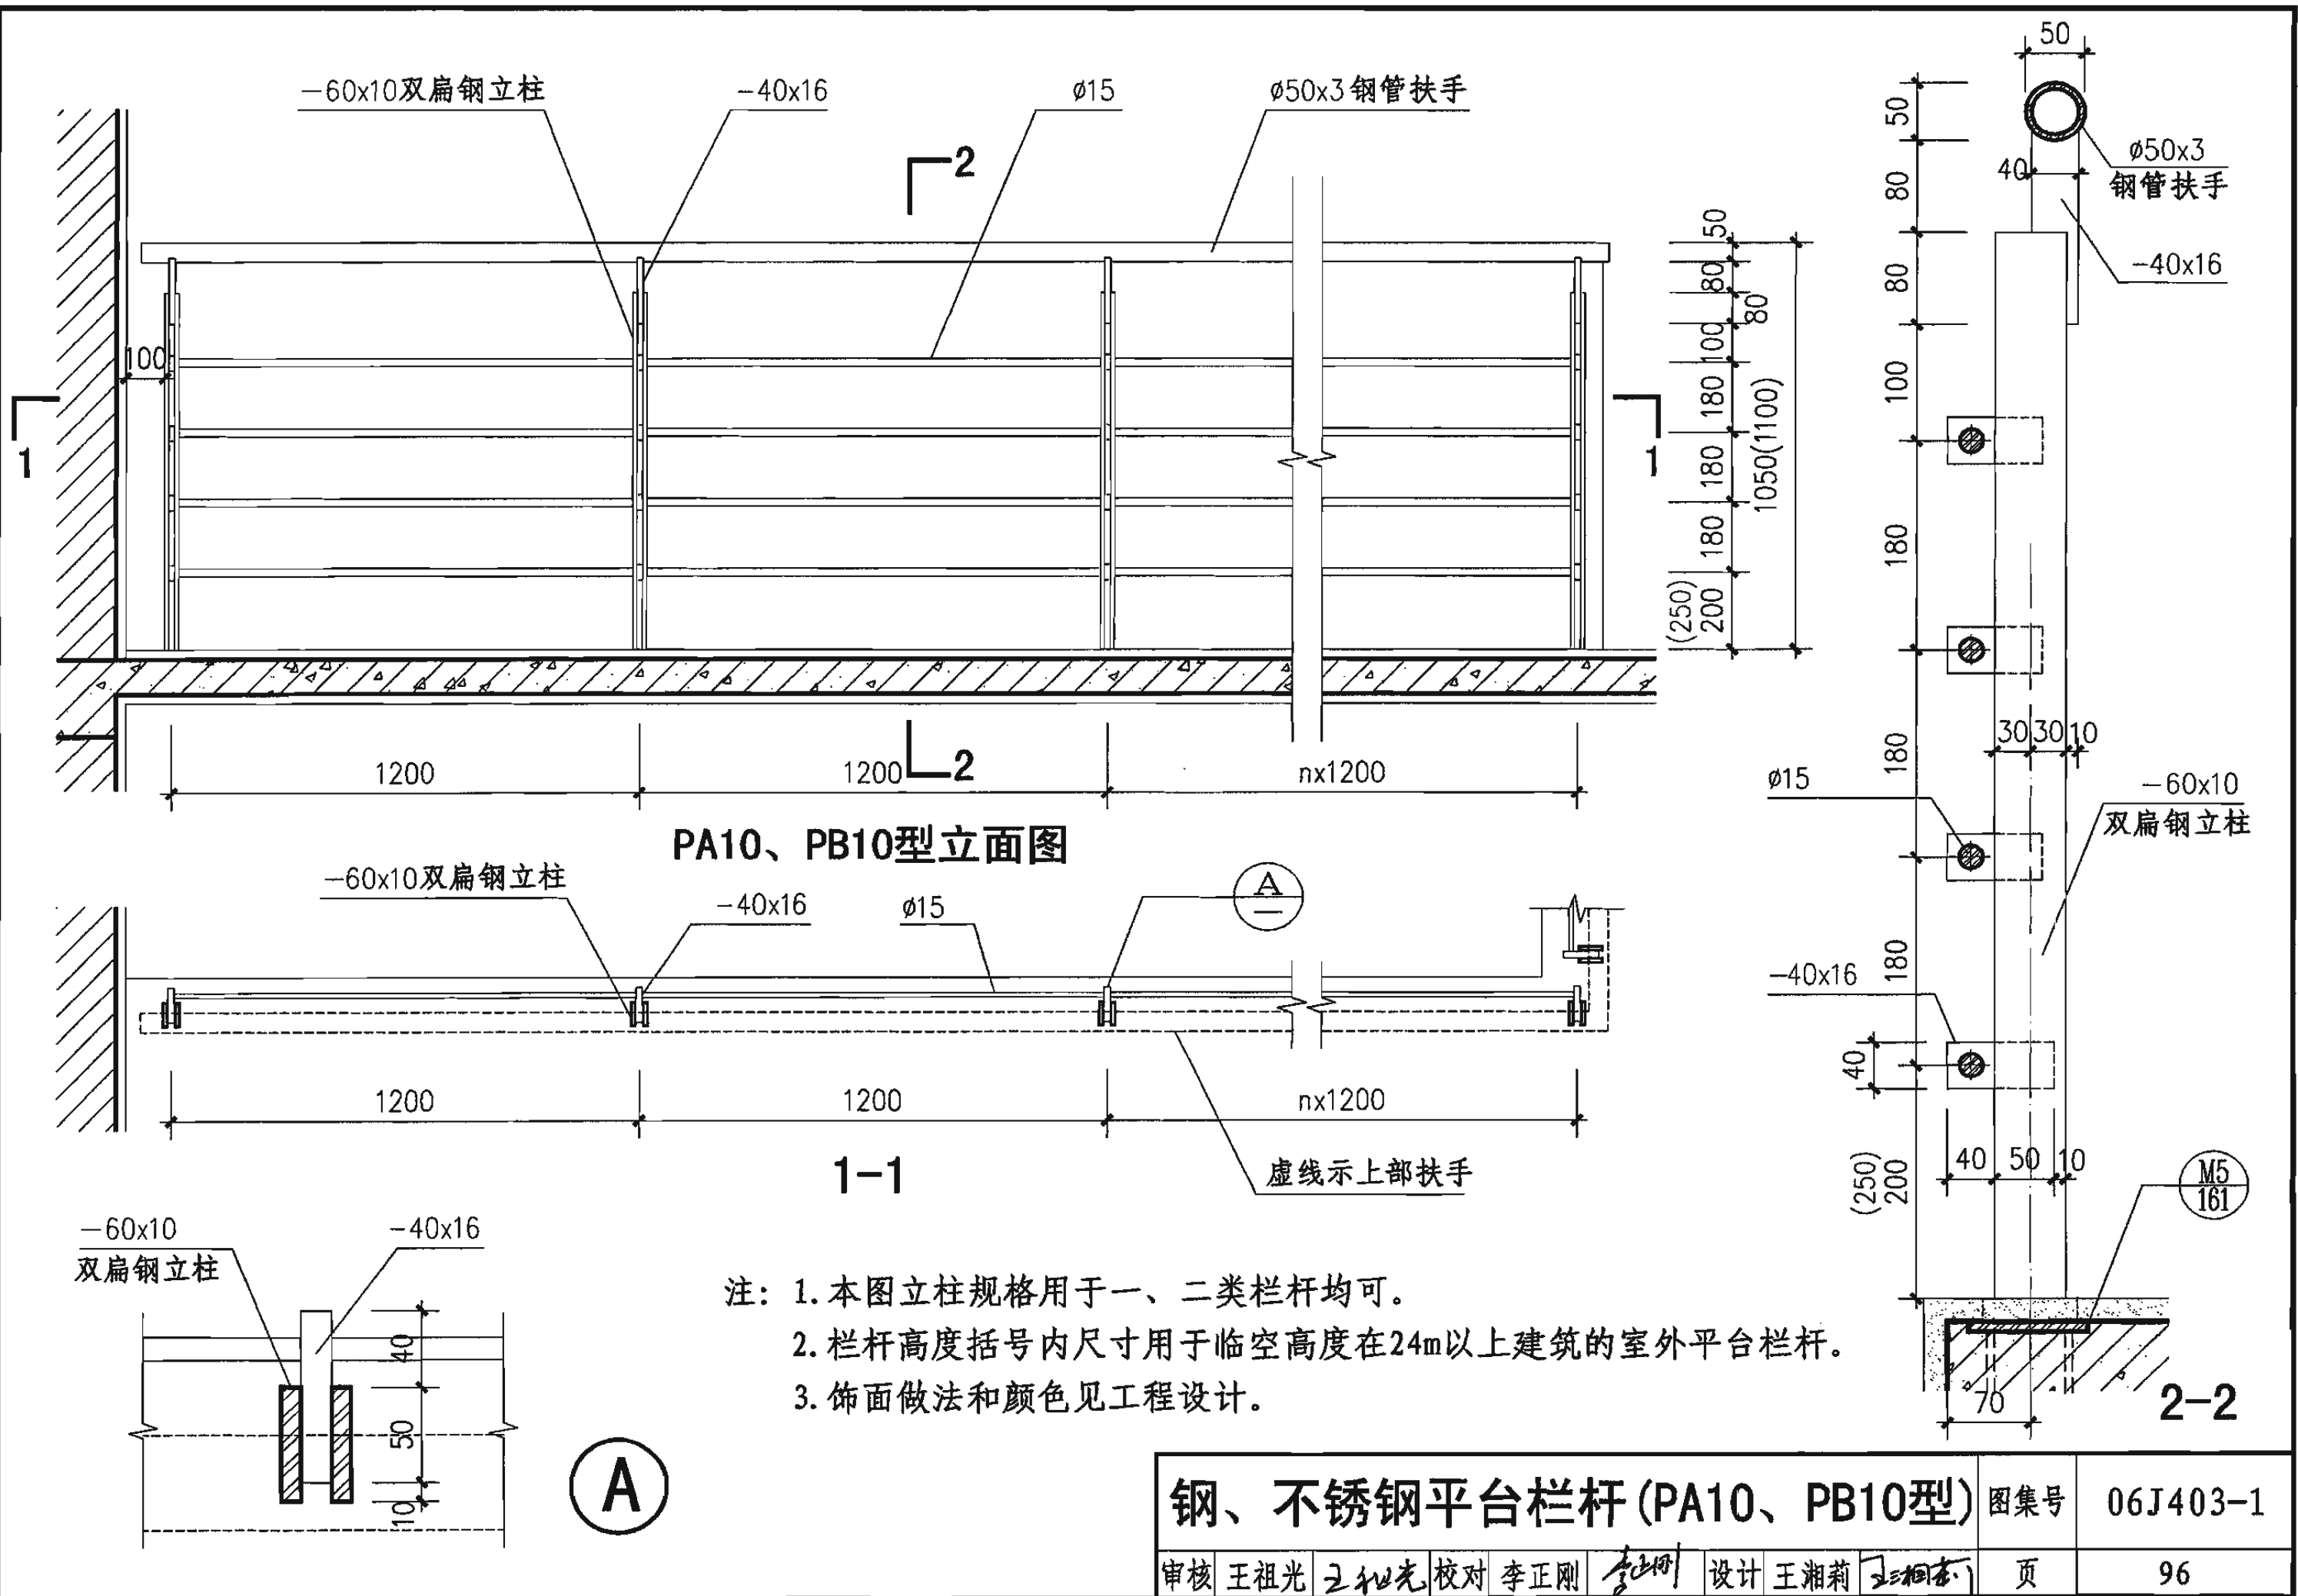 -60x10双扁钢立柱
-40x16
ø15
ø50x3钢管扶手
2
50
80
80
100
180
180
180
(250)
200
1050(1100)
100
1
1
1200
1200
2
nx1200
PA10、PB10型立面图
-60x10双扁钢立柱
-40x16
ø15
A
1200
1200
nx1200
1-1
虚线示上部扶手
50
50
ø50x3
钢管扶手
40
80
-40x16
80
100
180
30
30
10
180
ø15
-60x10
双扁钢立柱
180
-40x16
40
40
50
10
(250)
200
M5
161
70
2-2
-60x10
双扁钢立柱
-40x16
40
50
10
A
注: 1.本图立柱规格用于一、二类栏杆均可。
2.栏杆高度括号内尺寸用于临空高度在24m以上建筑的室外平台栏杆。
3.饰面做法和颜色见工程设计。
钢、不锈钢平台栏杆(PA10、PB10型)
图集号
06J403-1
审核 王祖光 王祖光 校对 李正刚 李正刚 设计 王湘莉 王湘莉 页 96